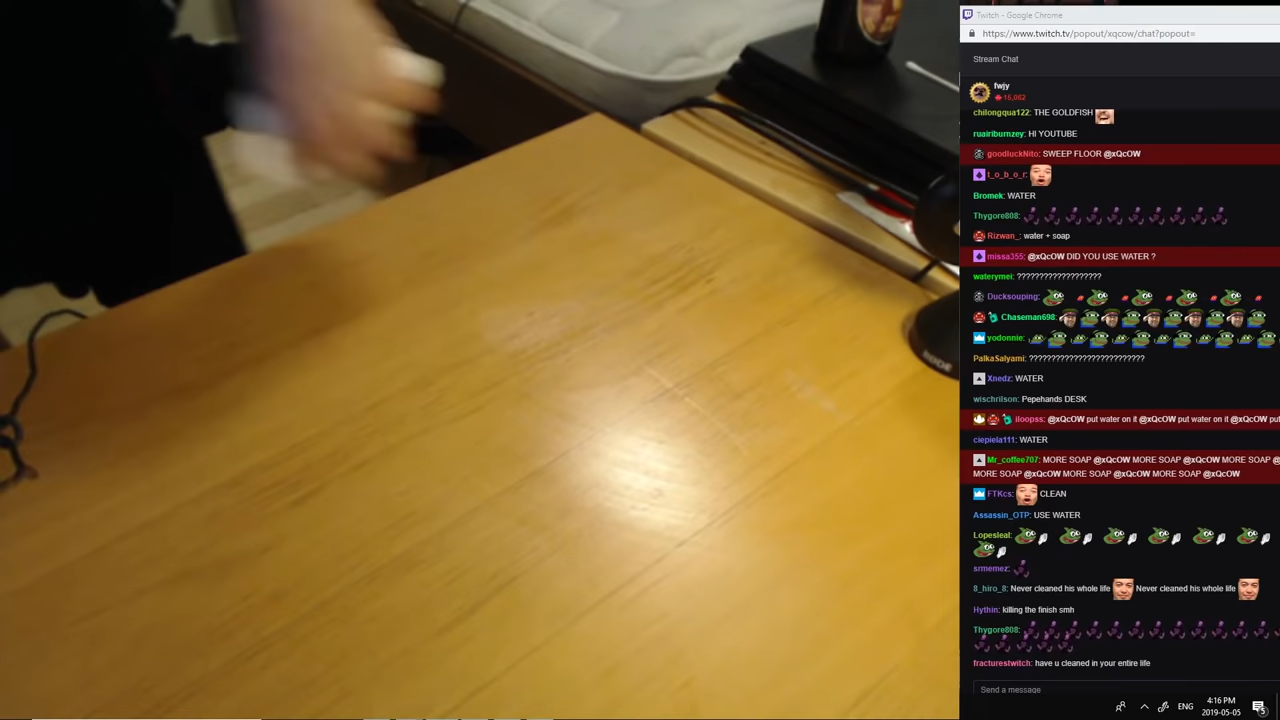 Twitch - Google Chrome
https://www.twitch.tv/popout/xqcow/chat?popout=
Stream Chat
fwjy
15,062
chilongqua122: THE GOLDFISH
ruairiburnzey: HI YOUTUBE
goodluckNito: SWEEP FLOOR @xQcOW
t_o_b_o_r:
Bromek: WATER
Thygore808:
Rizwan_: water + soap
missa355: @xQcOW DID YOU USE WATER ?
waterymei: ???????????????????
Ducksouping:
Chaseman698:
yodonnie:
PalkaSalyami: ??????????????????????????
Xnedz: WATER
wischrilson: Pepehands DESK
iloopss: @xQcOW put water on it @xQcOW put water on it @xQcOW put
ciepiela111: WATER
Mr_coffee707: MORE SOAP @xQcOW MORE SOAP @xQcOW MORE SOAP @
MORE SOAP @xQcOW MORE SOAP @xQcOW MORE SOAP @xQcOW
FTKcs: CLEAN
Assassin_OTP: USE WATER
Lopesleal:
srmemez:
8_hiro_8: Never cleaned his whole life Never cleaned his whole life
Hythin: killing the finish smh
Thygore808:
fracturestwitch: have u cleaned in your entire life
Send a message
4:16 PM
ENG
2019-05-05
5
RODE